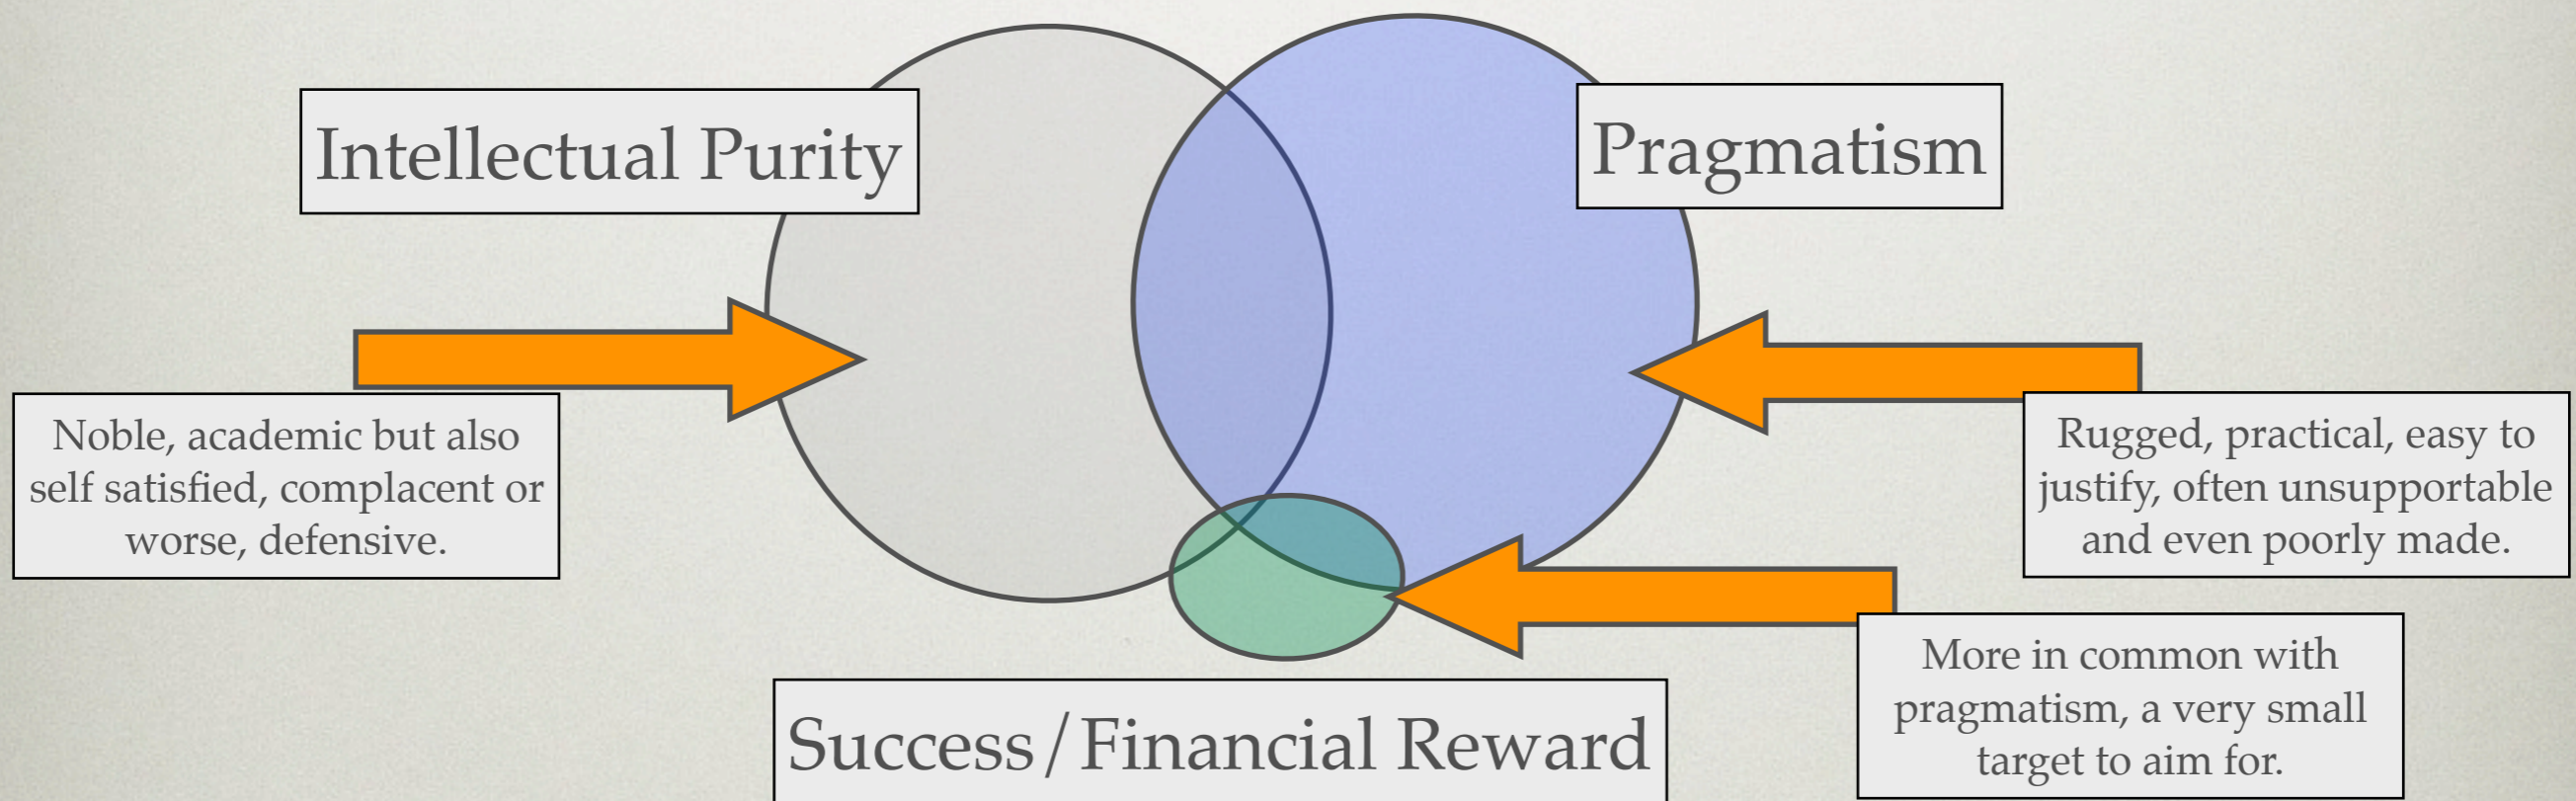 Intellectual Purity
Pragmatism
Noble, academic but also
self satisfied, complacent or
worse, defensive.
Rugged, practical, easy to
justify, often unsupportable
and even poorly made.
More in common with
pragmatism, a very small
target to aim for.
Success/Financial Reward